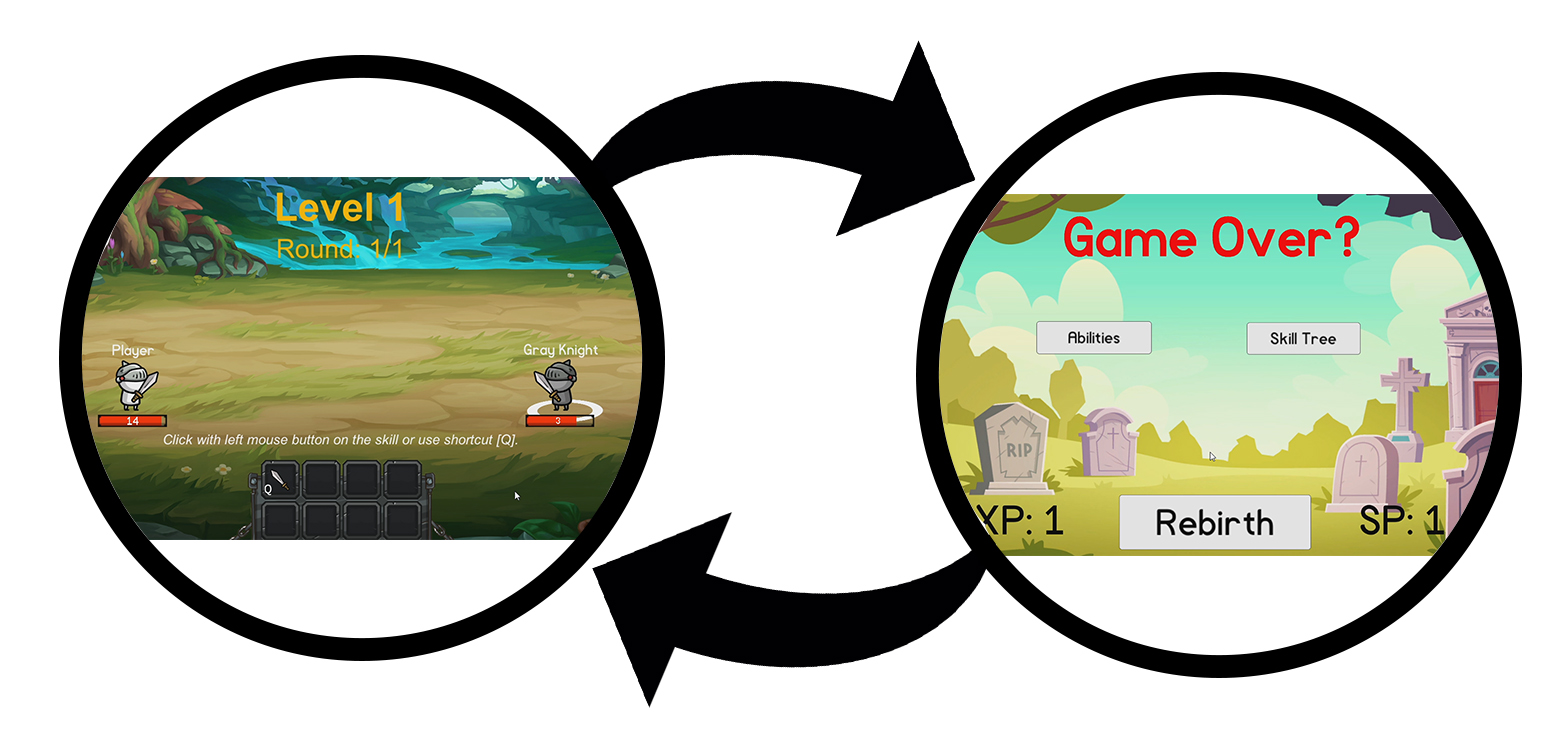 Level 1
Round: 1/1
Player
Gray Knight
14
3
Click with left mouse button on the skill or use shortcut [Q].
Q
Game Over?
Abilities
Skill Tree
RIP
XP: 1
Rebirth
SP: 1